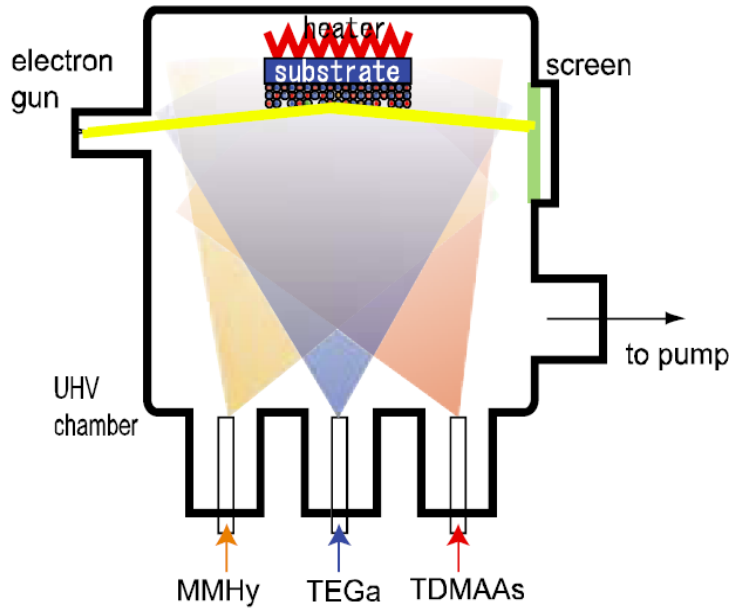 heater
electron
gun
substrate
screen
to pump
UHV
chamber
MMHy
TEGa
TDMAAs